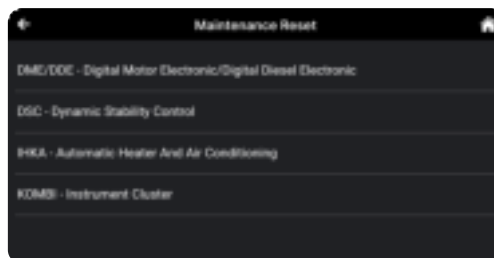 Maintenance Reset
DME/DDE - Digital Motor Electronic/Digital Diesel Electronic
DSC - Dynamic Stability Control
IHKA - Automatic Heater And Air Conditioning
KOMBI - Instrument Cluster